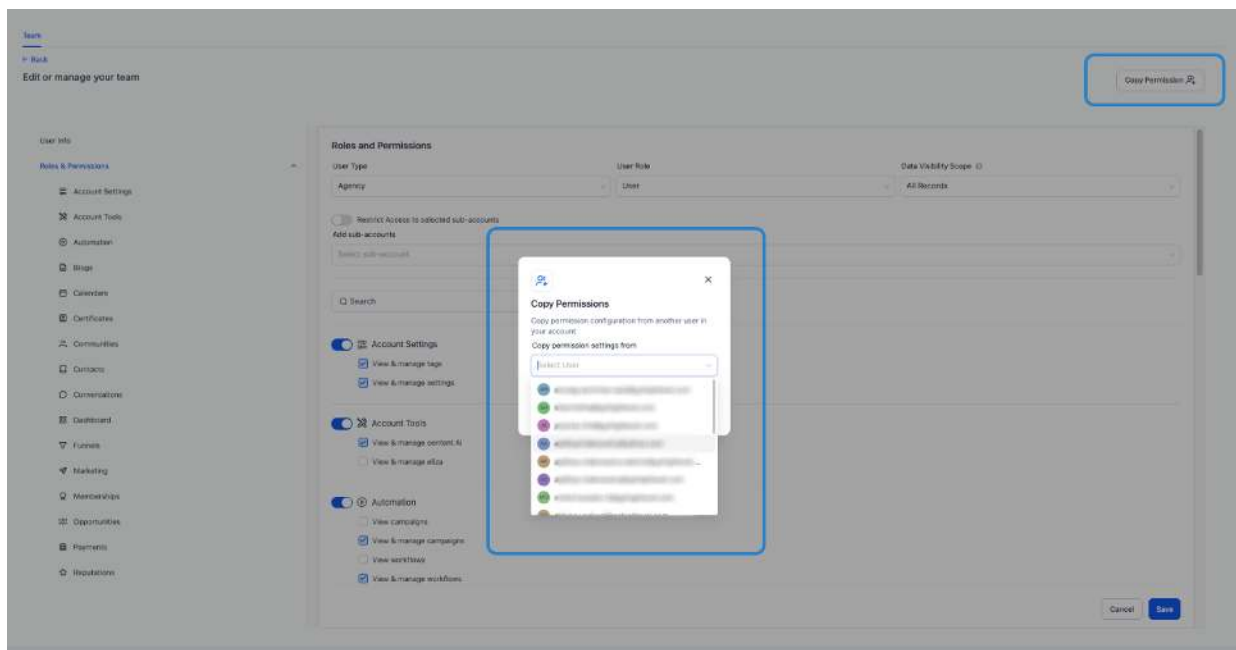 Team
Back
Edit or manage your team
Copy Permission
User Info
Roles & Permissions
Account Settings
Account Tools
Automation
Blogs
Calendars
Certificates
Communities
Contacts
Conversations
Dashboard
Funnels
Marketing
Memberships
Opportunities
Payments
Reputations
Roles and Permissions
User Type
User Role
Data Visibility Scope
Agency
User
All Records
Restrict Access to selected sub-accounts
Add sub-accounts
Select sub-account
Search
Account Settings
View & manage tags
View & manage settings
Account Tools
View & manage content AI
View & manage eliza
Automation
View campaigns
View & manage campaigns
View workflows
View & manage workflows
Copy Permissions
Copy permission configuration from another user in
your account
Copy permission settings from
Select User
Cancel
Save